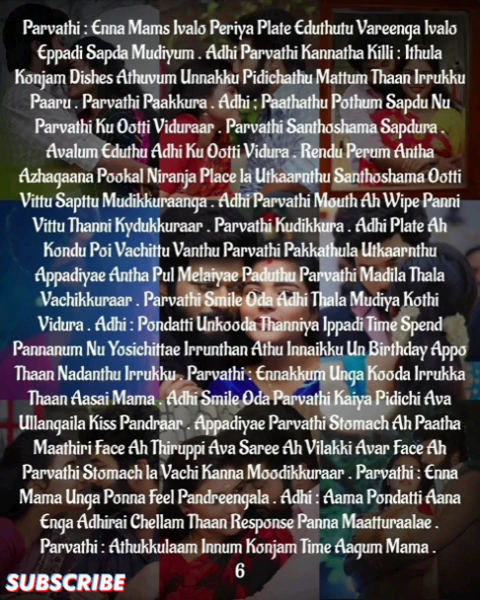 Parvathi : Enna Mams Ivalo Periya Plate Eduthutu Vareenga Ivalo
Eppadi Sapda Mudiyum . Adhi Parvathi Kannatha Killi : Ithula
Konjam Dishes Athuvum Unnakku Pidichathu Mattum Thaan Irrukku
Paaru . Parvathi Paakkura . Adhi ; Paathathu Pothum Sapdu Nu
Parvathi Ku Ootti Viduraar . Parvathi Santhoshama Sapdura .
Avalum Eduthu Adhi Ku Ootti Vidura . Rendu Perum Antha
Azhagaana Pookal Niranja Place la Utkaarnthu Santhoshama Ootti
Vittu Sapttu Mudikkuraanga . Adhi Parvathi Mouth Ah Wipe Panni
Vittu Thanni Kydukkuraar . Parvathi Kudikkura . Adhi Plate Ah
Kondu Poi Vachittu Vanthu Parvathi Pakkathula Utkaarnthu
Appadiyae Antha Pul Melaiyae Paduthu Parvathi Madila Thala
Vachikkuraar . Parvathi Smile Oda Adhi Thala Mudiya Kothi
Vidura . Adhi : Pondatti Unkooda Thanniya Ippadi Time Spend
Pannanum Nu Yosichittae Irrunthan Athu Innaikku Un Birthday Appo
Thaan Nadanthu Irrukku . Parvathi : Ennakkum Unga Kooda Irrukka
Thaan Aasai Mama . Adhi Smile Oda Parvathi Kaiya Pidichi Ava
Ullangaila Kiss Pandraar . Appadiyae Parvathi Stomach Ah Paatha
Maathiri Face Ah Thiruppi Ava Saree Ah Vilakki Avar Face Ah
Parvathi Stomach la Vachi Kanna Moodikkuraar . Parvathi : Enna
Mama Unga Ponna Feel Pandreengala . Adhi : Aama Pondatti Aana
Enga Adhirai Chellam Thaan Response Panna Maatturaalae .
Parvathi : Athukkulaam Innum Konjam Time Aagum Mama .
6
SUBSCRIBE